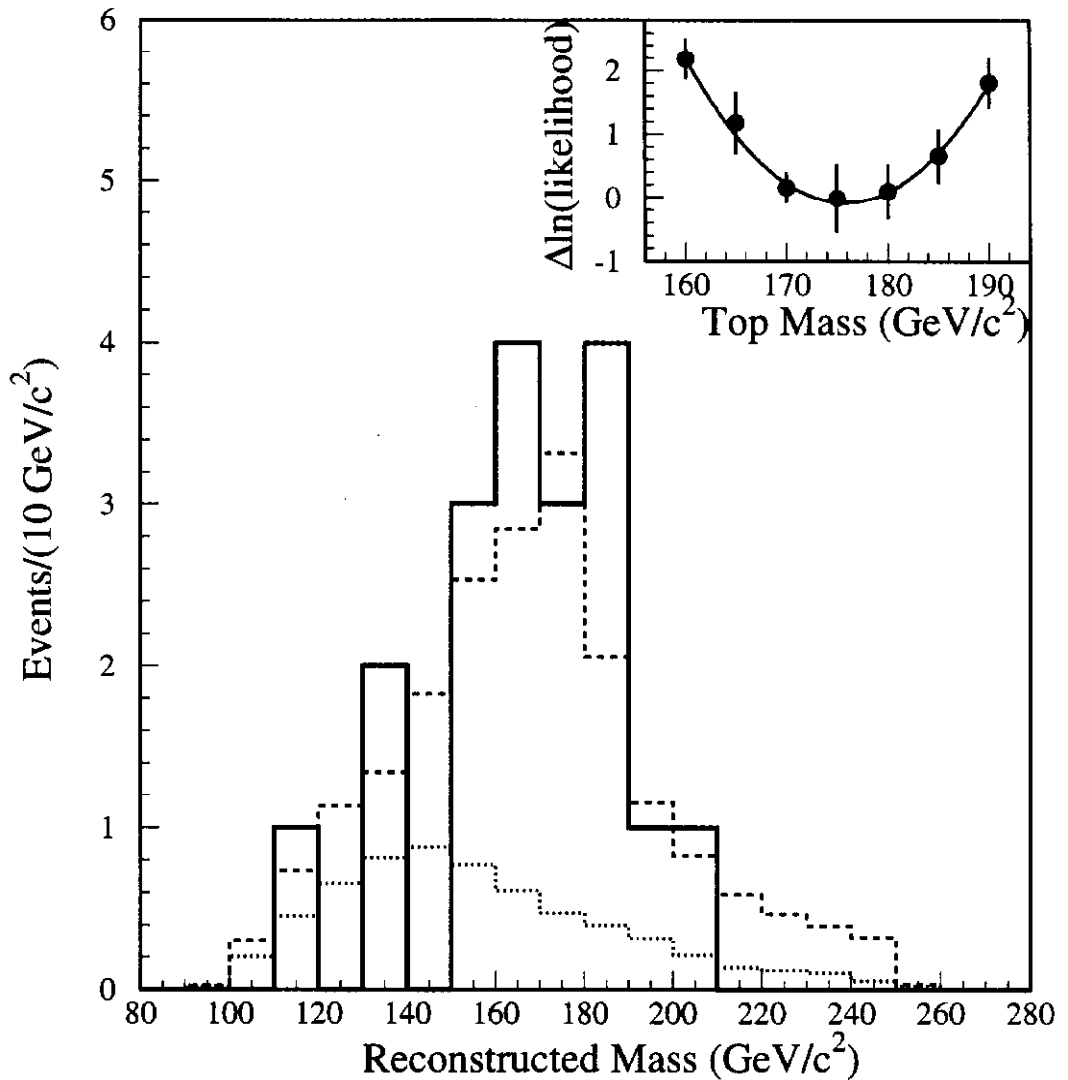 6
5
4
3
2
1
0
Events/(10 GeV/c²)
80 100 120 140 160 180 200 220 240 260 280
Reconstructed Mass (GeV/c²)
2
1
0
-1
Δln(likelihood)
160 170 180 190
Top Mass (GeV/c²)